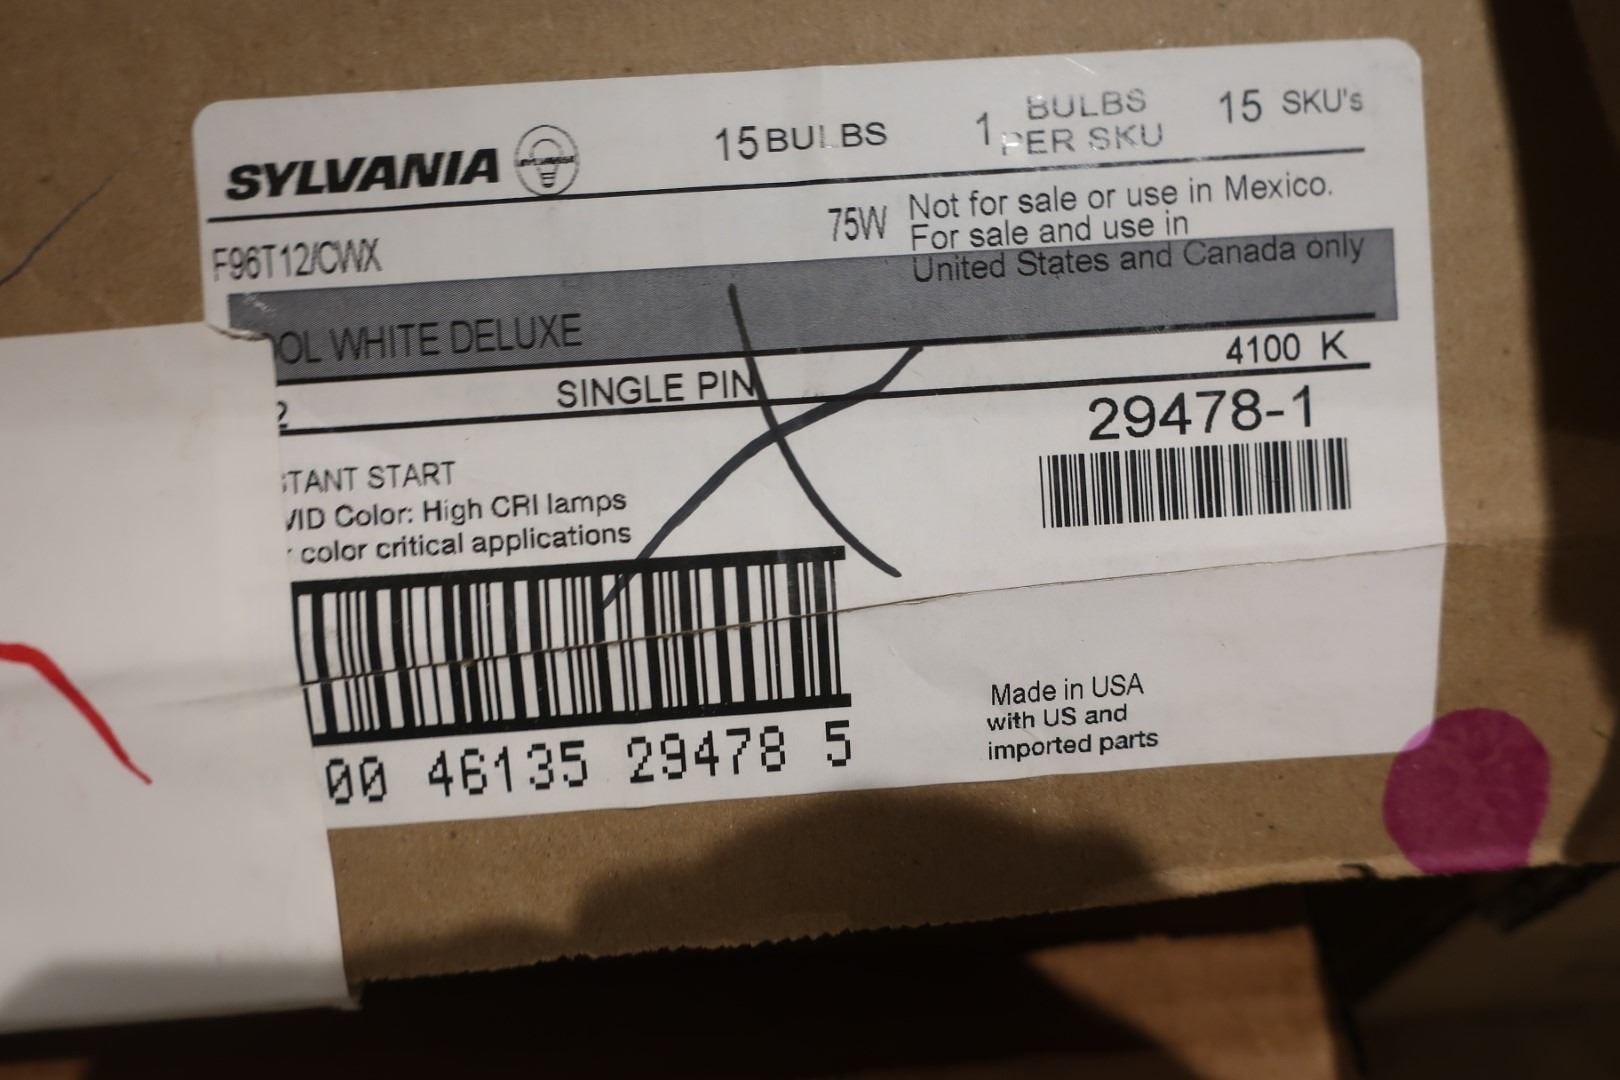 SYLVANIA
15 BULBS
1 BULBS PER SKU
15 SKU's
F96T12/CWX
75W
Not for sale or use in Mexico.
For sale and use in
United States and Canada only
OOL WHITE DELUXE
2
SINGLE PIN
4100 K
29478-1
STANT START
VID Color: High CRI lamps
color critical applications
00 46135 29478 5
Made in USA
with US and
imported parts